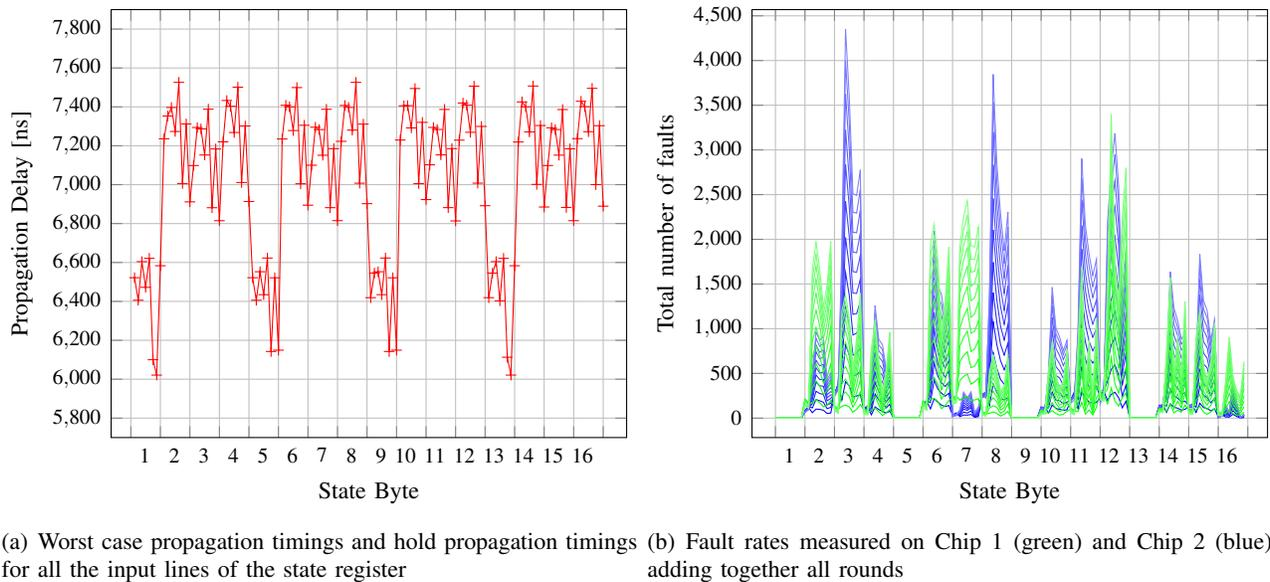 7,800
7,600
7,400
7,200
7,000
6,800
6,600
6,400
6,200
6,000
5,800
Propagation Delay [ns]
1 2 3 4 5 6 7 8 9 10 11 12 13 14 15 16
State Byte
4,500
4,000
3,500
3,000
2,500
2,000
1,500
1,000
500
0
Total number of faults
1 2 3 4 5 6 7 8 9 10 11 12 13 14 15 16
State Byte
(a) Worst case propagation timings and hold propagation timings
for all the input lines of the state register
(b) Fault rates measured on Chip 1 (green) and Chip 2 (blue)
adding together all rounds